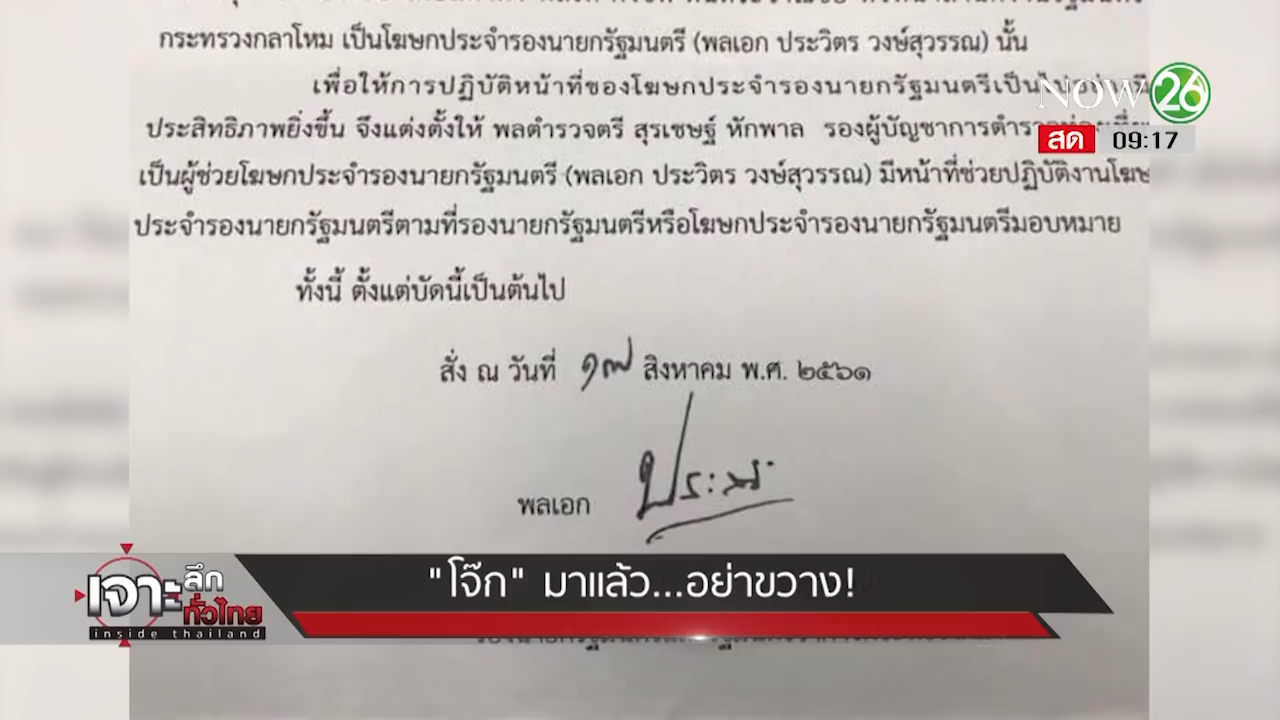 กระทรวงกลาโหม เป็นโฆษกประจำรองนายกรัฐมนตรี (พลเอก ประวิตร วงษ์สุวรรณ) นั้น
เพื่อให้การปฏิบัติหน้าที่ของโฆษกประจำรองนายกรัฐมนตรีเป็นไป
NOW 26
ประสิทธิภาพยิ่งขึ้น จึงแต่งตั้งให้ พลตำรวจตรี สุรเชษฐ์ หักพาล รองผู้บัญชาการตำรวจ
สด 09:17
เป็นผู้ช่วยโฆษกประจำรองนายกรัฐมนตรี (พลเอก ประวิตร วงษ์สุวรรณ) มีหน้าที่ช่วยปฏิบัติงานโฆษ
ประจำรองนายกรัฐมนตรีตามที่รองนายกรัฐมนตรีหรือโฆษกประจำรองนายกรัฐมนตรีมอบหมาย
ทั้งนี้ ตั้งแต่บัดนี้เป็นต้นไป
สั่ง ณ วันที่ ๑๗ สิงหาคม พ.ศ. ๒๕๖๑
พลเอก
เจาะลึกทั่วไทย
inside thailand
"โจ๊ก" มาแล้ว...อย่าขวาง!